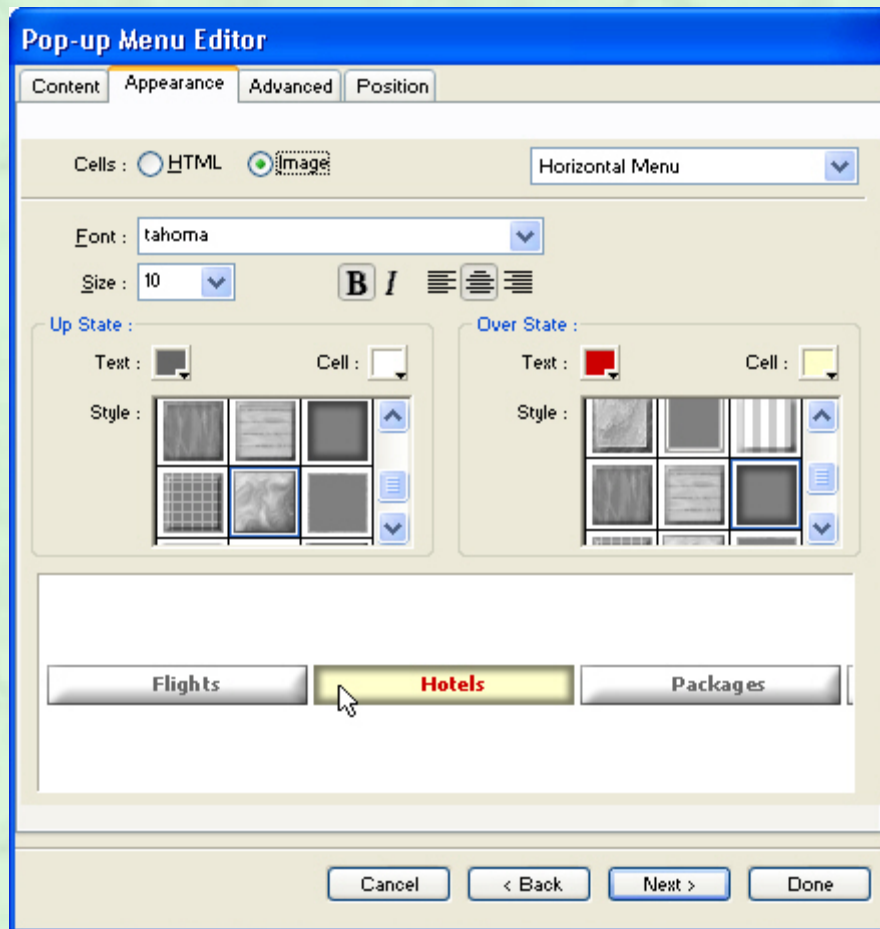 Pop-up Menu Editor
Content Appearance Advanced Position
Cells : HTML Image Horizontal Menu
Font : tahoma
Size : 10 B I
Up State : Over State :
Text : Cell : Text : Cell :
Style : Style :
Flights Hotels Packages
Cancel < Back Next > Done